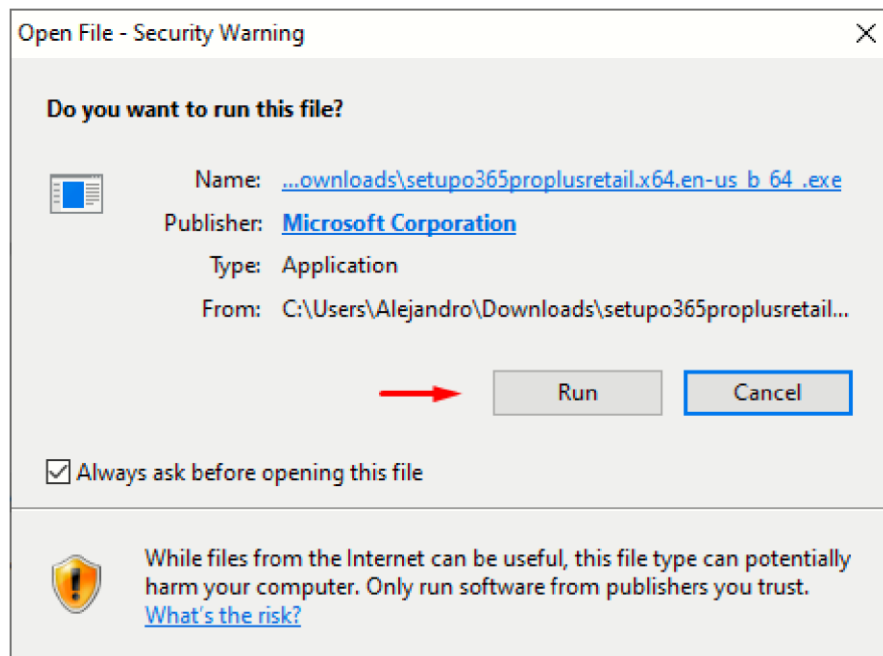 Open File - Security Warning
Do you want to run this file?
Name: ...ownloads\setupo365proplusretail.x64.en-us_b_64_.exe
Publisher: Microsoft Corporation
Type: Application
From: C:\Users\Alejandro\Downloads\setupo365proplusretail...
Run Cancel
Always ask before opening this file
While files from the Internet can be useful, this file type can potentially
harm your computer. Only run software from publishers you trust.
What's the risk?